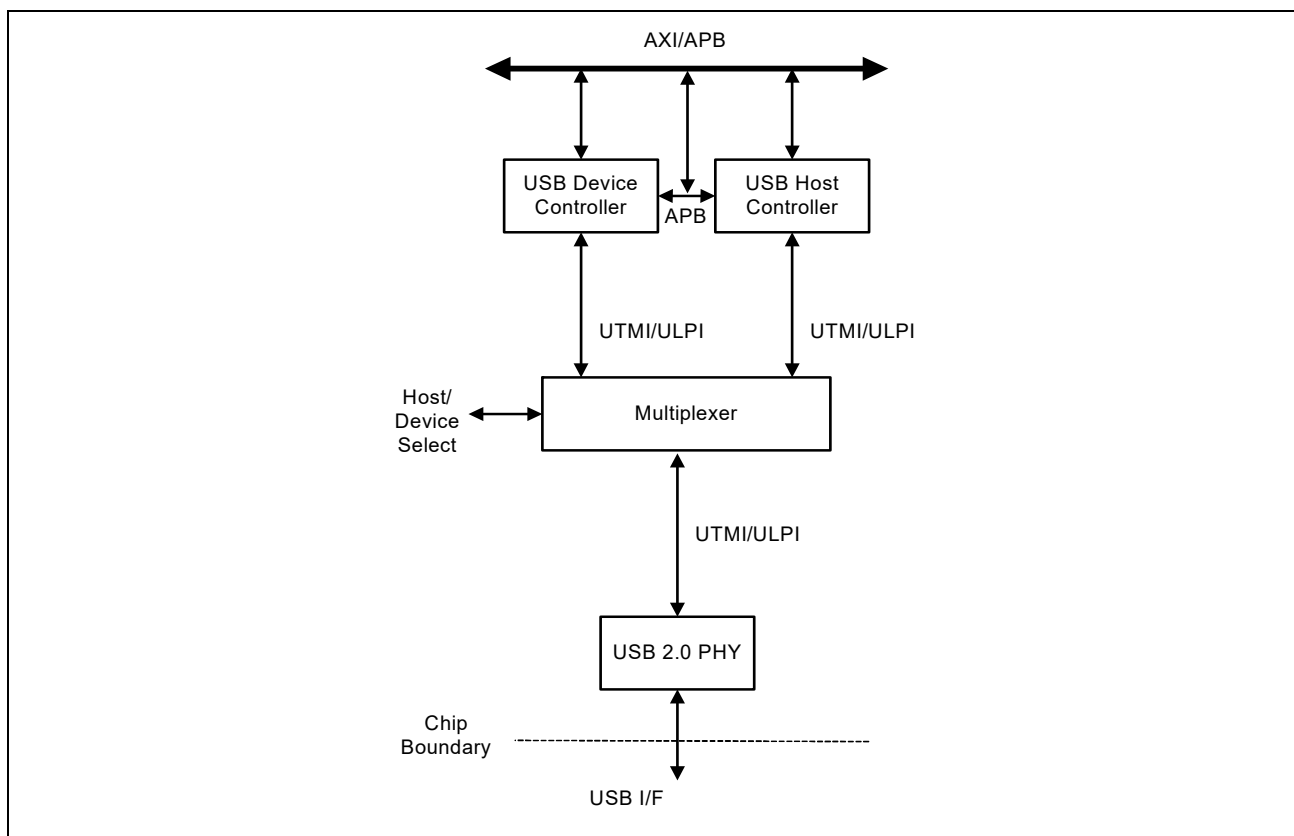 AXI/APB
USB Device
Controller
APB
USB Host
Controller
UTMI/ULPI
UTMI/ULPI
Host/
Device
Select
Multiplexer
UTMI/ULPI
USB 2.0 PHY
Chip
Boundary
USB I/F